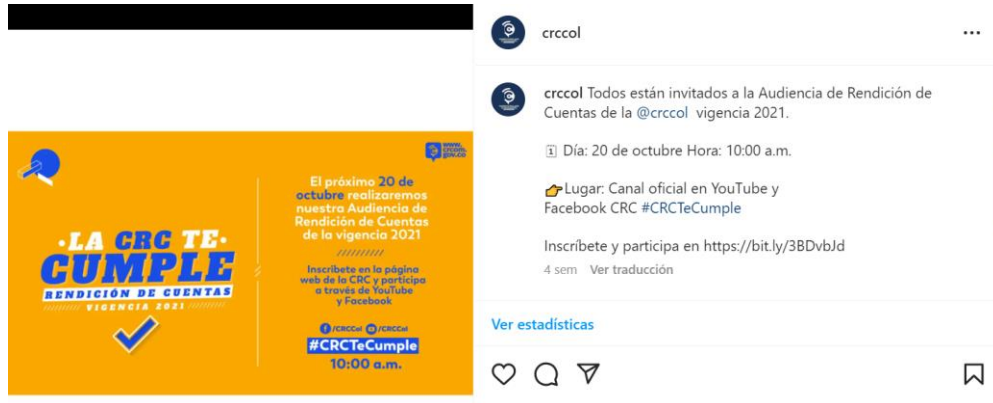 www.
crcom.
gov.co
El próximo 20 de
octubre realizaremos
nuestra Audiencia de
Rendición de Cuentas
de la vigencia 2021
Inscríbete en la página
web de la CRC y participa
a través de YouTube
y Facebook
/CRCCol /CRCCol
#CRCTeCumple
10:00 a.m.
·LA CRC TE·
CUMPLE
RENDICIÓN DE CUENTAS
VIGENCIA 2021
crccol
crccol Todos están invitados a la Audiencia de Rendición de
Cuentas de la @crccol vigencia 2021.
Día: 20 de octubre Hora: 10:00 a.m.
👉Lugar: Canal oficial en YouTube y
Facebook CRC #CRCTeCumple
Inscríbete y participa en https://bit.ly/3BDvbJd
4 sem Ver traducción
Ver estadísticas